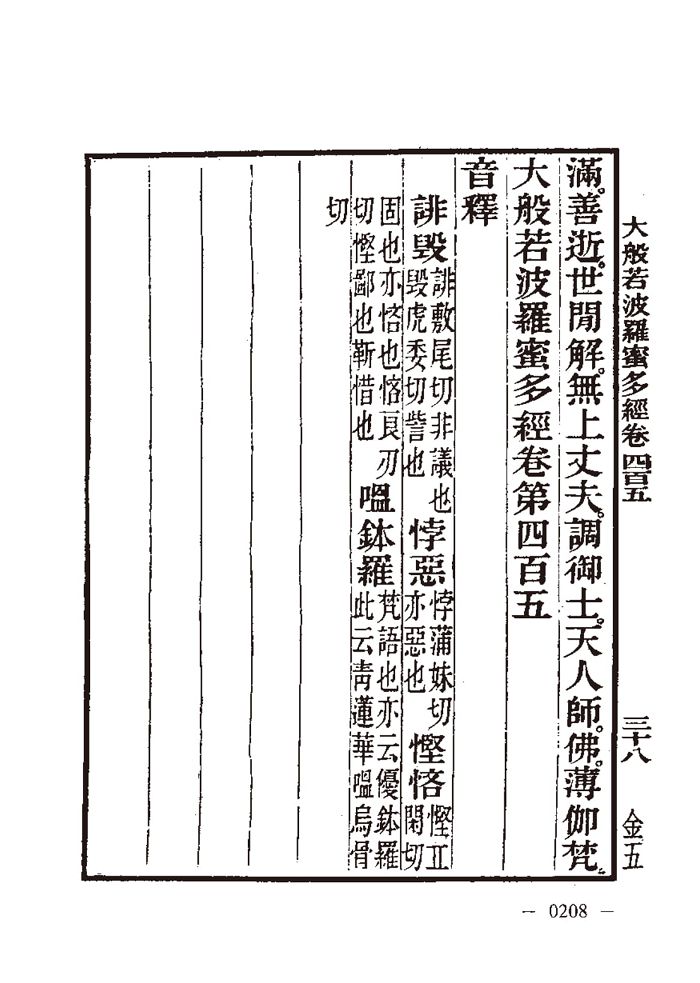 大般若波羅蜜多經卷四百五 三十八 金五
滿。善逝。世閒解。無上丈夫。調御士。天人師。佛。薄伽梵。
大般若波羅蜜多經卷第四百五
音釋
誹毀 誹敷尾切非議也毀虎委切訾也 悖惡 悖蒲妹切亦惡也 慳悋 慳丘閑切
固也亦悋也悋良刃切慳鄙也靳惜也 嗢鉢羅 梵語也亦云優鉢羅此云靑蓮華嗢烏骨
切
— 0208 —